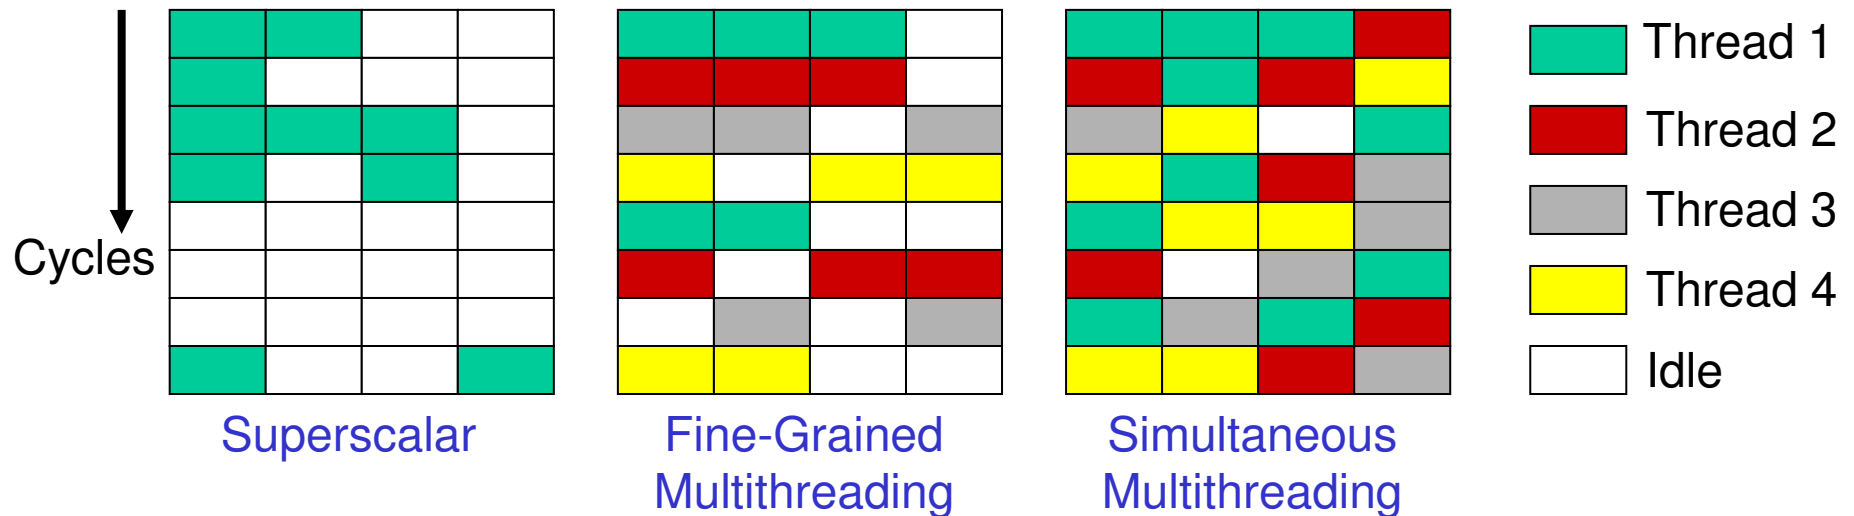 Cycles
Superscalar
Fine-Grained
Multithreading
Simultaneous
Multithreading
Thread 1
Thread 2
Thread 3
Thread 4
Idle